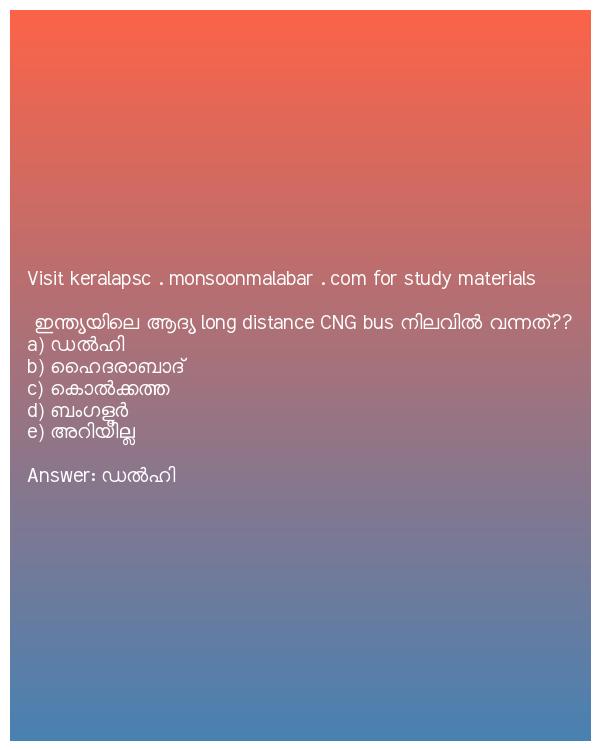 Visit keralapsc . monsoonmalabar . com for study materials
ഇന്ത്യയിലെ ആദ്യ long distance CNG bus നിലവിൽ വന്നത്??
a) ഡൽഹി
b) ഹൈദരാബാദ്
c) കൊൽക്കത്ത
d) ബംഗളൂർ
e) അറിയില്ല
Answer: ഡൽഹി